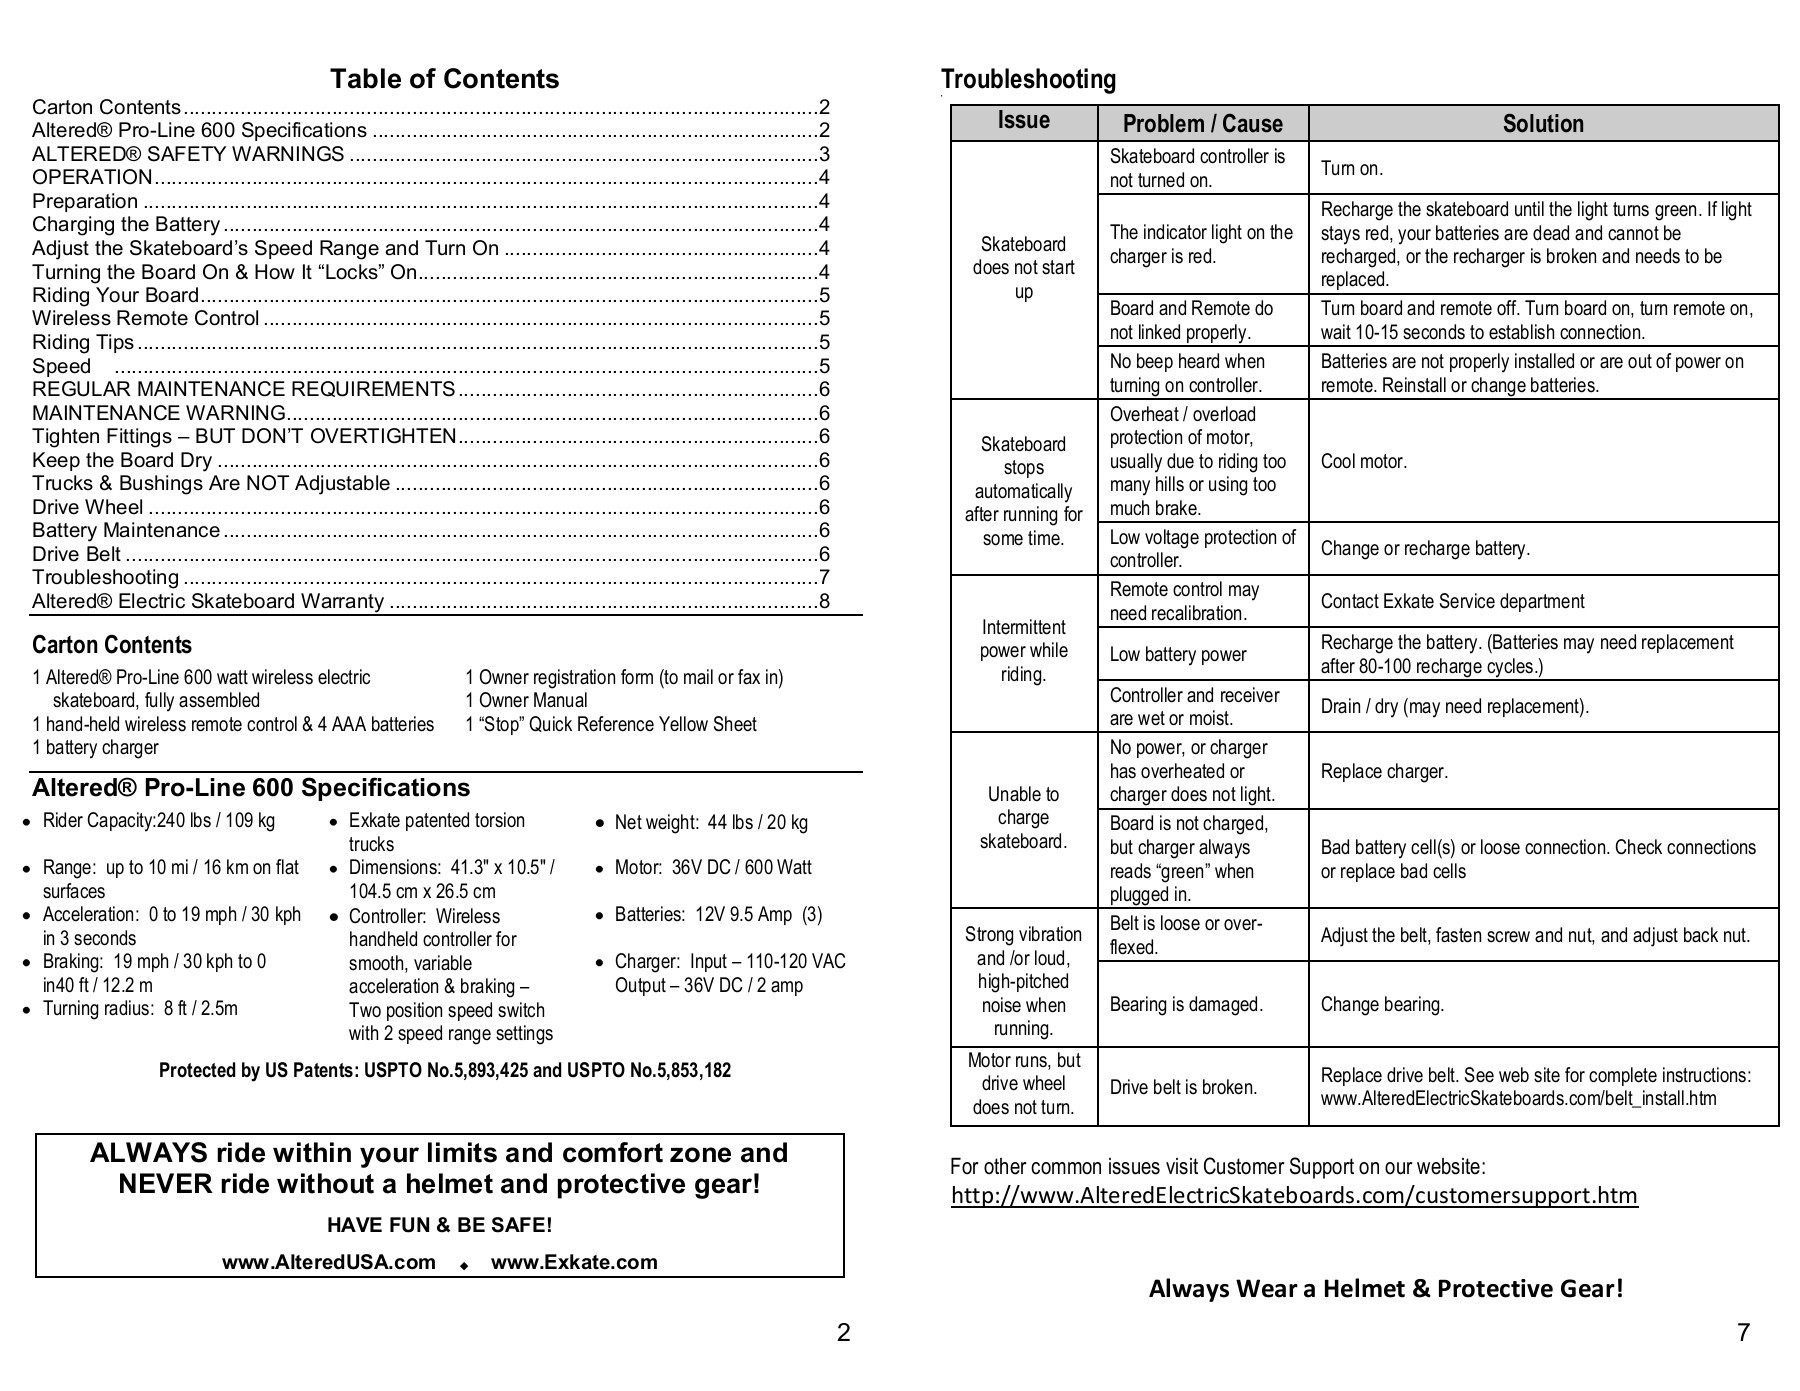 Table of Contents
Carton Contents....................................................................................................2
Altered® Pro-Line 600 Specifications ..............................................................................2
ALTERED® SAFETY WARNINGS ..................................................................................3
OPERATION....................................................................................................................4
Preparation ......................................................................................................................4
Charging the Battery ........................................................................................................4
Adjust the Skateboard’s Speed Range and Turn On .......................................................4
Turning the Board On & How It “Locks” On......................................................................4
Riding Your Board............................................................................................................5
Wireless Remote Control .................................................................................................5
Riding Tips .......................................................................................................................5
Speed ...........................................................................................................................5
REGULAR MAINTENANCE REQUIREMENTS ...............................................................6
MAINTENANCE WARNING.............................................................................................6
Tighten Fittings – BUT DON’T OVERTIGHTEN...............................................................6
Keep the Board Dry .........................................................................................................6
Trucks & Bushings Are NOT Adjustable ..........................................................................6
Drive Wheel .....................................................................................................................6
Battery Maintenance ........................................................................................................6
Drive Belt .........................................................................................................................6
Troubleshooting ...............................................................................................................7
Altered® Electric Skateboard Warranty ...........................................................................8
Carton Contents
1 Altered® Pro-Line 600 watt wireless electric
skateboard, fully assembled
1 hand-held wireless remote control & 4 AAA batteries
1 battery charger
1 Owner registration form (to mail or fax in)
1 Owner Manual
1 “Stop” Quick Reference Yellow Sheet
Altered® Pro-Line 600 Specifications
• Rider Capacity:240 lbs / 109 kg
• Range: up to 10 mi / 16 km on flat
surfaces
• Acceleration: 0 to 19 mph / 30 kph
in 3 seconds
• Braking: 19 mph / 30 kph to 0
in40 ft / 12.2 m
• Turning radius: 8 ft / 2.5m
• Exkate patented torsion
trucks
• Dimensions: 41.3" x 10.5" /
104.5 cm x 26.5 cm
• Controller: Wireless
handheld controller for
smooth, variable
acceleration & braking –
Two position speed switch
with 2 speed range settings
• Net weight: 44 lbs / 20 kg
• Motor: 36V DC / 600 Watt
• Batteries: 12V 9.5 Amp (3)
• Charger: Input – 110-120 VAC
Output – 36V DC / 2 amp
Protected by US Patents: USPTO No.5,893,425 and USPTO No.5,853,182
ALWAYS ride within your limits and comfort zone and
NEVER ride without a helmet and protective gear!
HAVE FUN & BE SAFE!
www.AlteredUSA.com ⬥ www.Exkate.com
2
Troubleshooting
Issue
Problem / Cause
Solution
Skateboard
does not start
up
Skateboard controller is
not turned on.
Turn on.
The indicator light on the
charger is red.
Recharge the skateboard until the light turns green. If light
stays red, your batteries are dead and cannot be
recharged, or the recharger is broken and needs to be
replaced.
Board and Remote do
not linked properly.
Turn board and remote off. Turn board on, turn remote on,
wait 10-15 seconds to establish connection.
No beep heard when
turning on controller.
Batteries are not properly installed or are out of power on
remote. Reinstall or change batteries.
Skateboard
stops
automatically
after running for
some time.
Overheat / overload
protection of motor,
usually due to riding too
many hills or using too
much brake.
Cool motor.
Low voltage protection of
controller.
Change or recharge battery.
Intermittent
power while
riding.
Remote control may
need recalibration.
Contact Exkate Service department
Low battery power
Recharge the battery. (Batteries may need replacement
after 80-100 recharge cycles.)
Controller and receiver
are wet or moist.
Drain / dry (may need replacement).
Unable to
charge
skateboard.
No power, or charger
has overheated or
charger does not light.
Replace charger.
Board is not charged,
but charger always
reads “green” when
plugged in.
Bad battery cell(s) or loose connection. Check connections
or replace bad cells
Strong vibration
and /or loud,
high-pitched
noise when
running.
Belt is loose or over-
flexed.
Adjust the belt, fasten screw and nut, and adjust back nut.
Bearing is damaged.
Change bearing.
Motor runs, but
drive wheel
does not turn.
Drive belt is broken.
Replace drive belt. See web site for complete instructions:
www.AlteredElectricSkateboards.com/belt_install.htm
For other common issues visit Customer Support on our website:
http://www.AlteredElectricSkateboards.com/customersupport.htm
Always Wear a Helmet & Protective Gear!
7